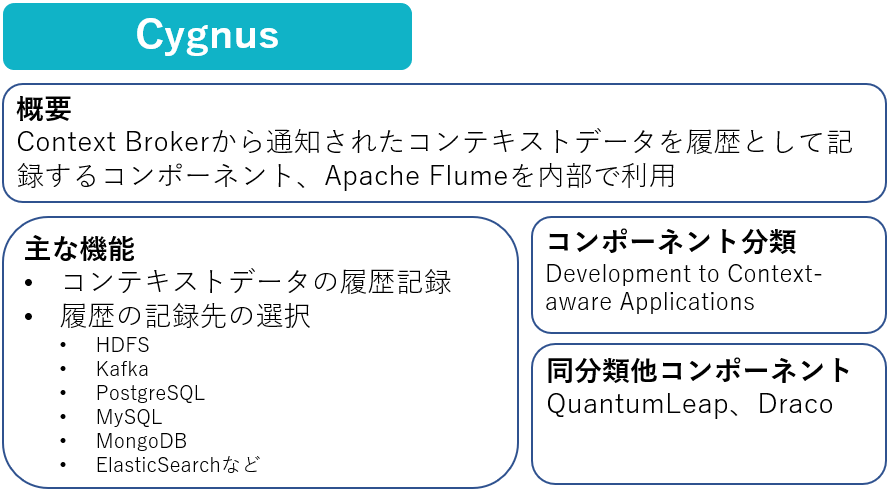 Cygnus
概要
Context Brokerから通知されたコンテキストデータを履歴として記
録するコンポーネント、Apache Flumeを内部で利用
主な機能
• コンテキストデータの履歴記録
• 履歴の記録先の選択
• HDFS
• Kafka
• PostgreSQL
• MySQL
• MongoDB
• ElasticSearchなど
コンポーネント分類
Development to Context-
aware Applications
同分類他コンポーネント
QuantumLeap、Draco